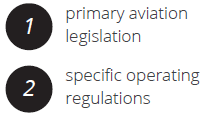 1 primary aviation
legislation
2 specific operating
regulations